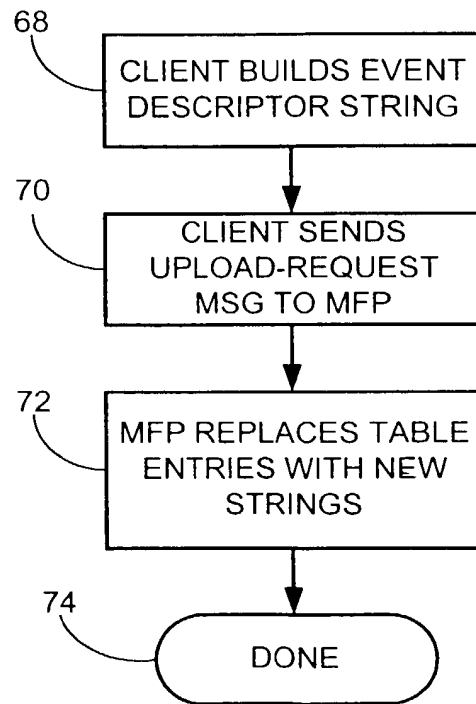 68
CLIENT BUILDS EVENT
DESCRIPTOR STRING
70
CLIENT SENDS
UPLOAD-REQUEST
MSG TO MFP
72
MFP REPLACES TABLE
ENTRIES WITH NEW
STRINGS
74
DONE